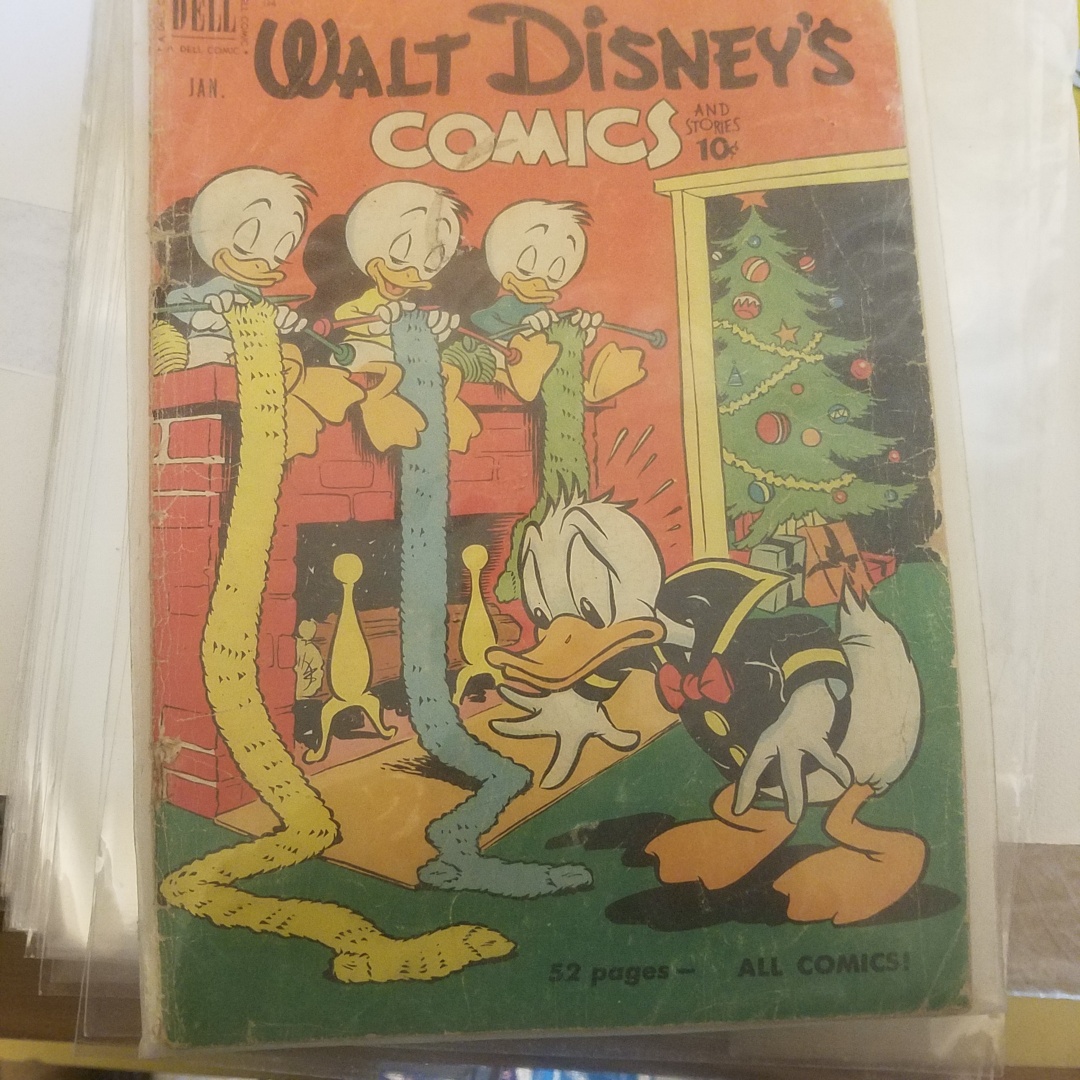 DELL
A DELL COMIC
JAN.
WALT DISNEY'S
COMICS
AND
STORIES
10¢
52 pages — ALL COMICS!